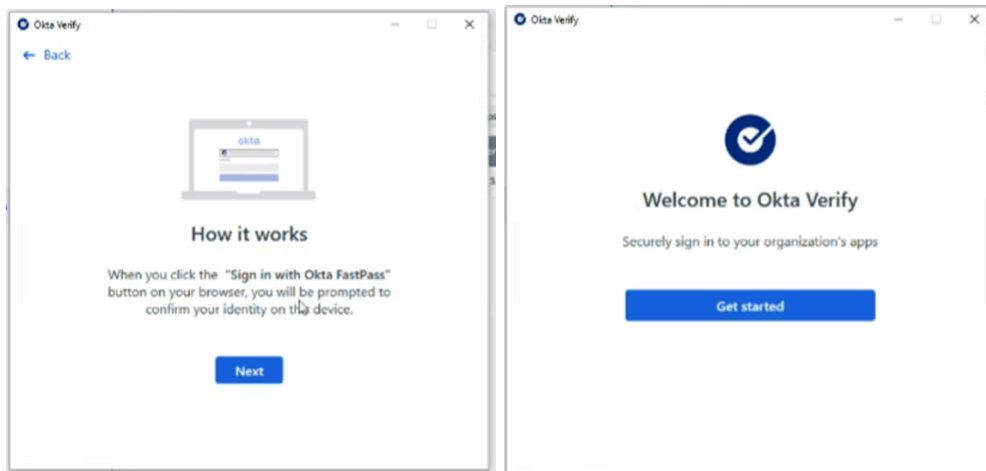 Okta Verify
← Back
okta
How it works
When you click the "Sign in with Okta FastPass"
button on your browser, you will be prompted to
confirm your identity on this device.
Next
Okta Verify
Welcome to Okta Verify
Securely sign in to your organization's apps
Get started